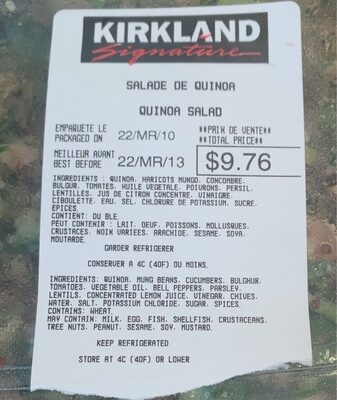 KIRKLAND
Signature
SALADE DE QUINOA
QUINOA SALAD
EMPAQUETE LE
PACKAGED ON 22/MR/10
**PRIX DE VENTE**
**TOTAL PRICE**
MEILLEUR AVANT
BEST BEFORE 22/MR/13
$9.76
INGREDIENTS : QUINOA, HARICOTS MUNGO, CONCOMBRE,
BULGUR, TOMATES, HUILE VEGETALE, POIVRONS, PERSIL,
LENTILLES, JUS DE CITRON CONCENTRE, VINAIGRE,
CIBOULETTE, EAU, SEL, CHLORURE DE POTASSIUM, SUCRE,
EPICES.
CONTIENT: DU BLE.
PEUT CONTENIR : LAIT, OEUF, POISSONS, MOLLUSQUES,
CRUSTACES, NOIX VARIEES, ARACHIDE, SESAME, SOYA,
MOUTARDE.
GARDER REFRIGERER
CONSERVER A 4C (40F) OU MOINS.
INGREDIENTS: QUINOA, MUNG BEANS, CUCUMBERS, BULGHUR,
TOMATOES, VEGETABLE OIL, BELL PEPPERS, PARSLEY,
LENTILS, CONCENTRATED LEMON JUICE, VINEGAR, CHIVES,
WATER, SALT, POTASSIUM CHLORIDE, SUGAR, SPICES.
CONTAINS: WHEAT.
MAY CONTAIN: MILK, EGG, FISH, SHELLFISH, CRUSTACEANS,
TREE NUTS, PEANUT, SESAME, SOY, MUSTARD.
KEEP REFRIGERATED
STORE AT 4C (40F) OR LOWER